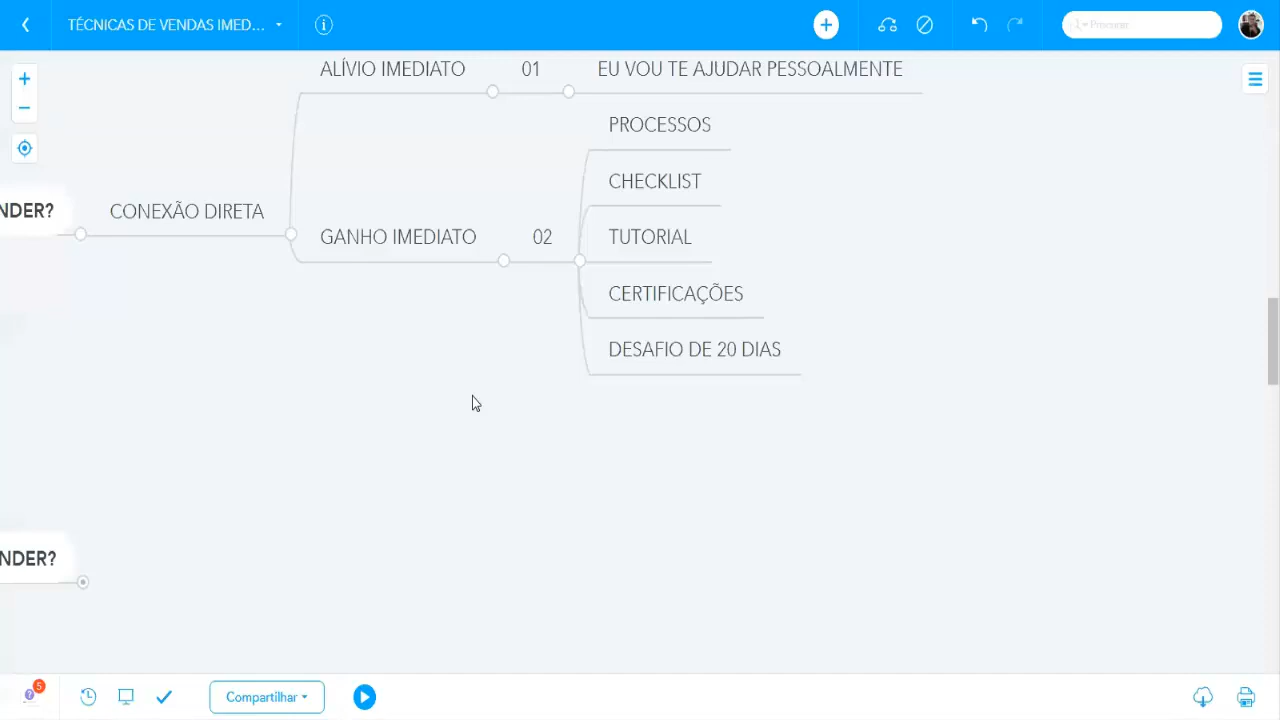 TÉCNICAS DE VENDAS IMED...
Procurar
ALÍVIO IMEDIATO 01 EU VOU TE AJUDAR PESSOALMENTE
PROCESSOS
CHECKLIST
NDER? CONEXÃO DIRETA
GANHO IMEDIATO 02 TUTORIAL
CERTIFICAÇÕES
DESAFIO DE 20 DIAS
NDER?
5
Compartilhar